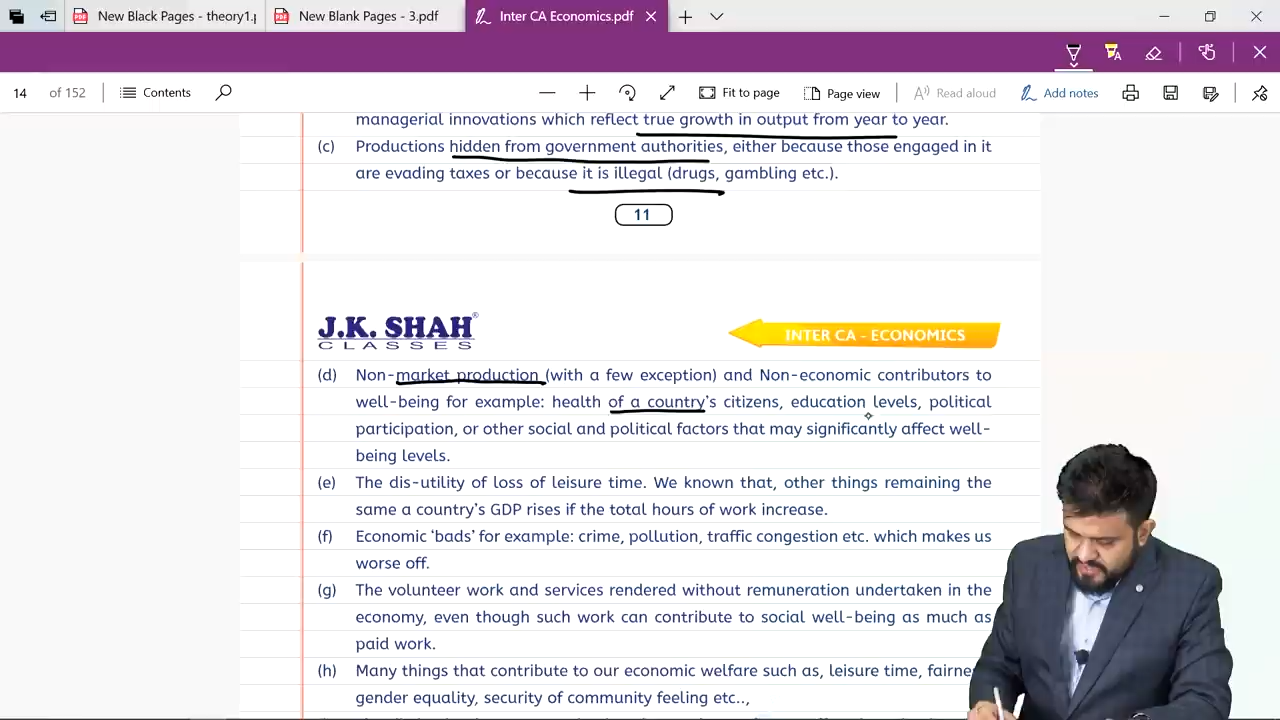 New Black Pages - theory1.p
New Blank Pages - 3.pdf
Inter CA Economics.pdf
14 of 152
Contents
Fit to page
Page view
Read aloud
Add notes
managerial innovations which reflect true growth in output from year to year.
(c) Productions hidden from government authorities, either because those engaged in it
are evading taxes or because it is illegal (drugs, gambling etc.).
11
J.K. SHAH®
CLASSES
INTER CA - ECONOMICS
(d) Non-market production (with a few exception) and Non-economic contributors to
well-being for example: health of a country's citizens, education levels, political
participation, or other social and political factors that may significantly affect well-
being levels.
(e) The dis-utility of loss of leisure time. We known that, other things remaining the
same a country's GDP rises if the total hours of work increase.
(f) Economic 'bads' for example: crime, pollution, traffic congestion etc. which makes us
worse off.
(g) The volunteer work and services rendered without remuneration undertaken in the
economy, even though such work can contribute to social well-being as much as
paid work.
(h) Many things that contribute to our economic welfare such as, leisure time,
gender equality, security of community feeling etc..,